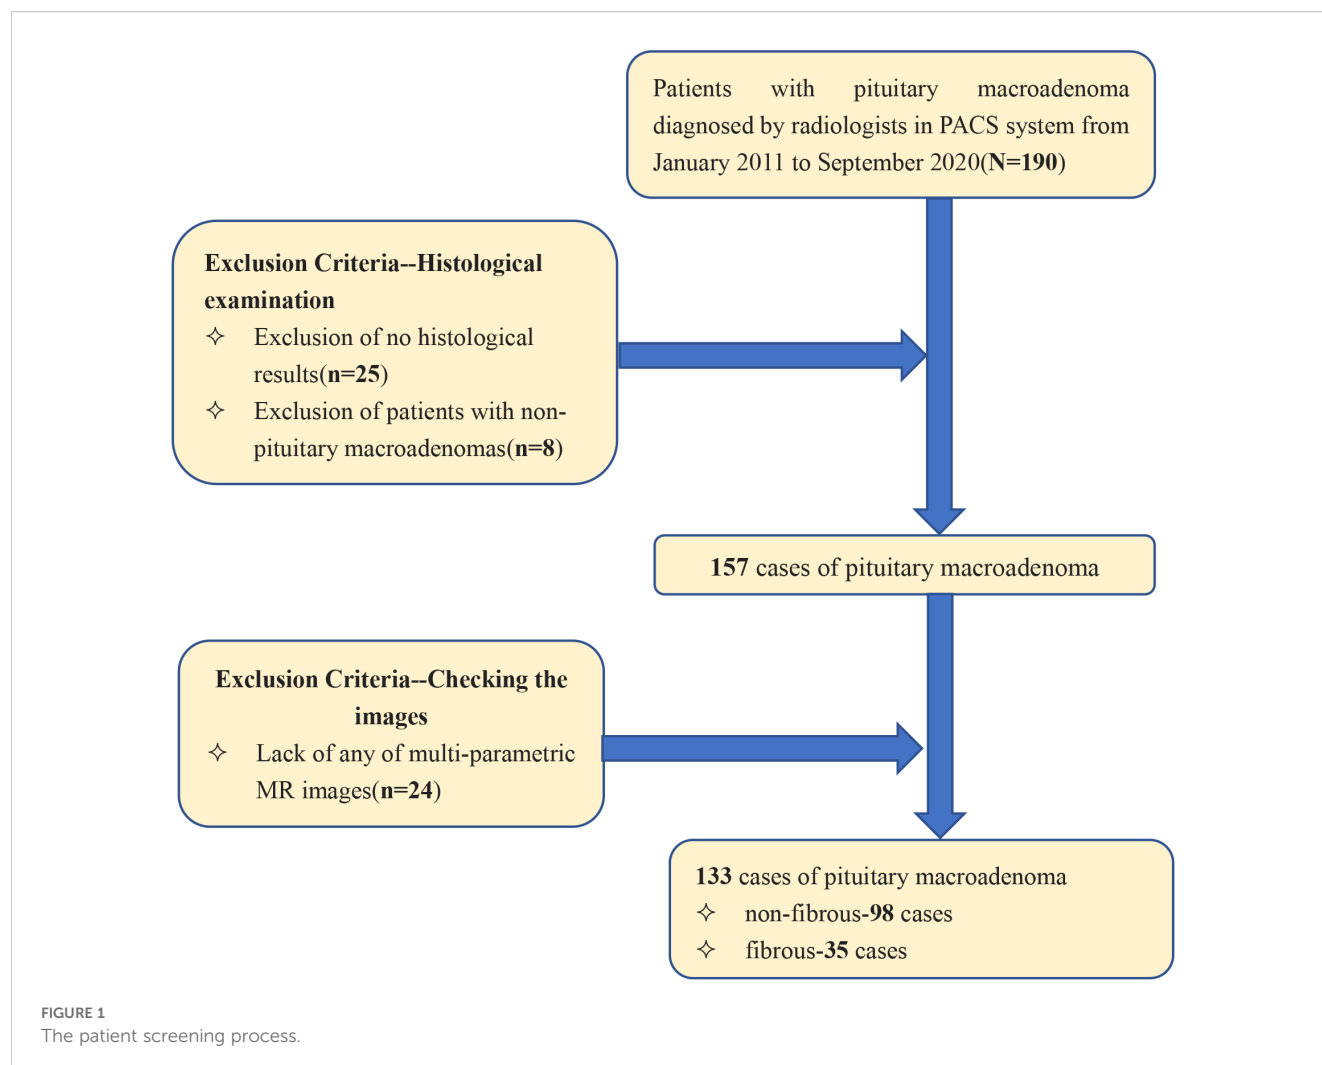 Patients with pituitary macroadenoma
diagnosed by radiologists in PACS system from
January 2011 to September 2020(N=190)
Exclusion Criteria--Histological
examination
✧ Exclusion of no histological
results(n=25)
✧ Exclusion of patients with non-
pituitary macroadenomas(n=8)
157 cases of pituitary macroadenoma
Exclusion Criteria--Checking the
images
✧ Lack of any of multi-parametric
MR images(n=24)
133 cases of pituitary macroadenoma
✧ non-fibrous-98 cases
✧ fibrous-35 cases
FIGURE 1
The patient screening process.